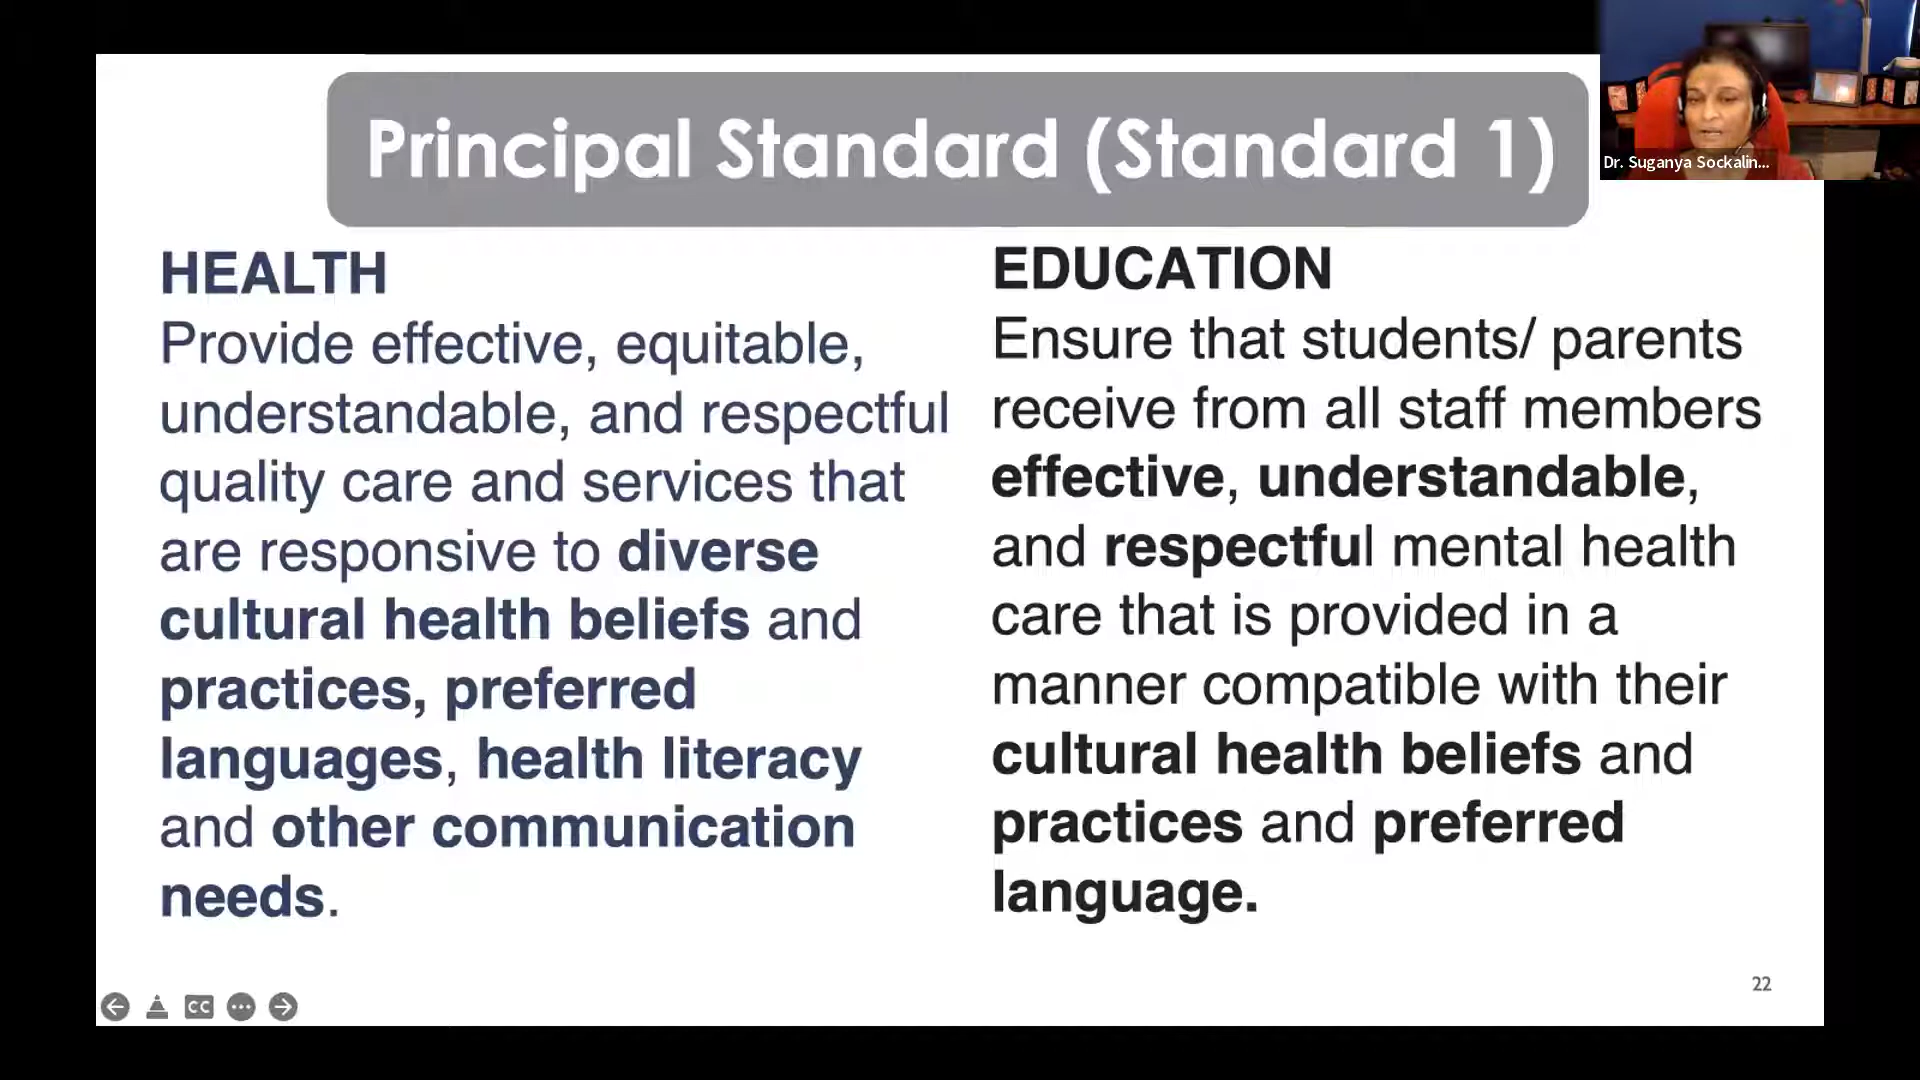 Principal Standard (Standard 1)
Dr. Suganya Sockalin...
HEALTH
Provide effective, equitable,
understandable, and respectful
quality care and services that
are responsive to diverse
cultural health beliefs and
practices, preferred
languages, health literacy
and other communication
needs.
EDUCATION
Ensure that students/ parents
receive from all staff members
effective, understandable,
and respectful mental health
care that is provided in a
manner compatible with their
cultural health beliefs and
practices and preferred
language.
22
CC